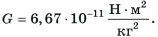 G = 6,67 · 10⁻¹¹ Н · м² / кг².